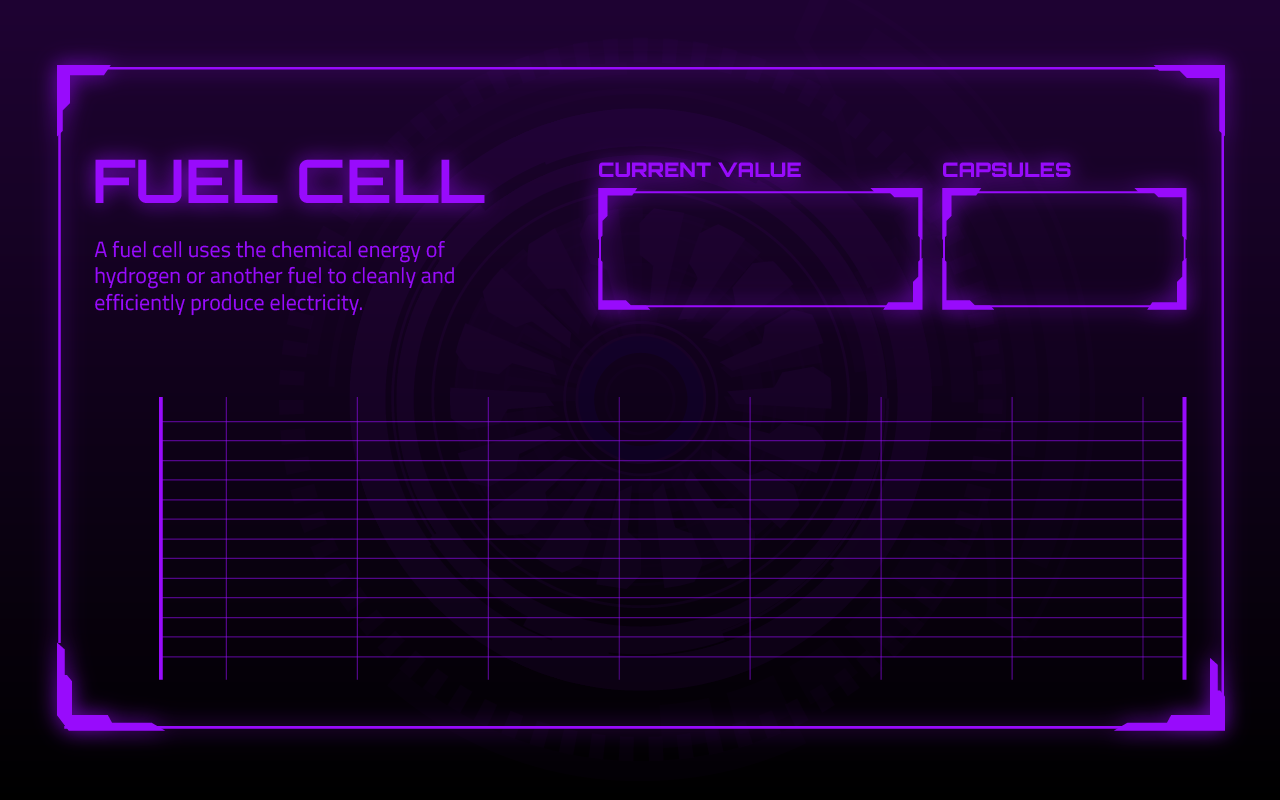 FUEL CELL
A fuel cell uses the chemical energy of
hydrogen or another fuel to cleanly and
efficiently produce electricity.
CURRENT VALUE
CAPSULES